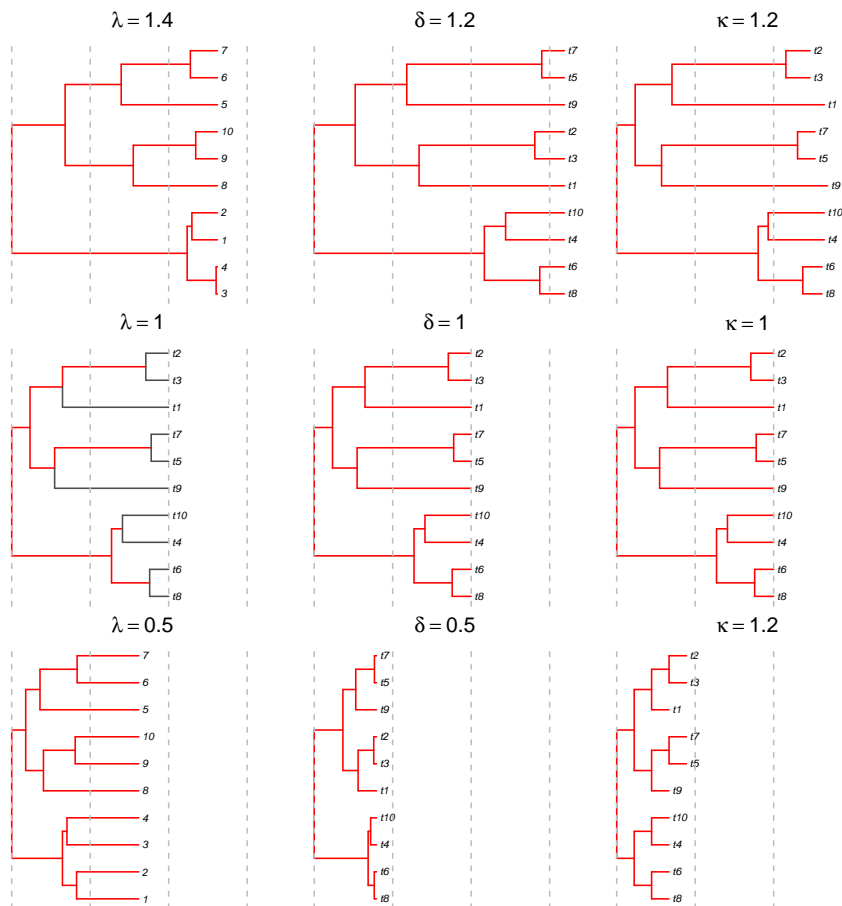 λ = 1.4
δ = 1.2
κ = 1.2
7
6
5
10
9
8
2
1
4
3
t7
t5
t9
t2
t3
t1
t10
t4
t6
t8
t2
t3
t1
t7
t5
t9
t10
t4
t6
t8
λ = 1
δ = 1
κ = 1
t2
t3
t1
t7
t5
t9
t10
t4
t6
t8
t2
t3
t1
t7
t5
t9
t10
t4
t6
t8
t2
t3
t1
t7
t5
t9
t10
t4
t6
t8
λ = 0.5
δ = 0.5
κ = 1.2
7
6
5
10
9
8
4
3
2
1
t7
t5
t9
t2
t3
t1
t10
t4
t6
t8
t2
t3
t1
t7
t5
t9
t10
t4
t6
t8